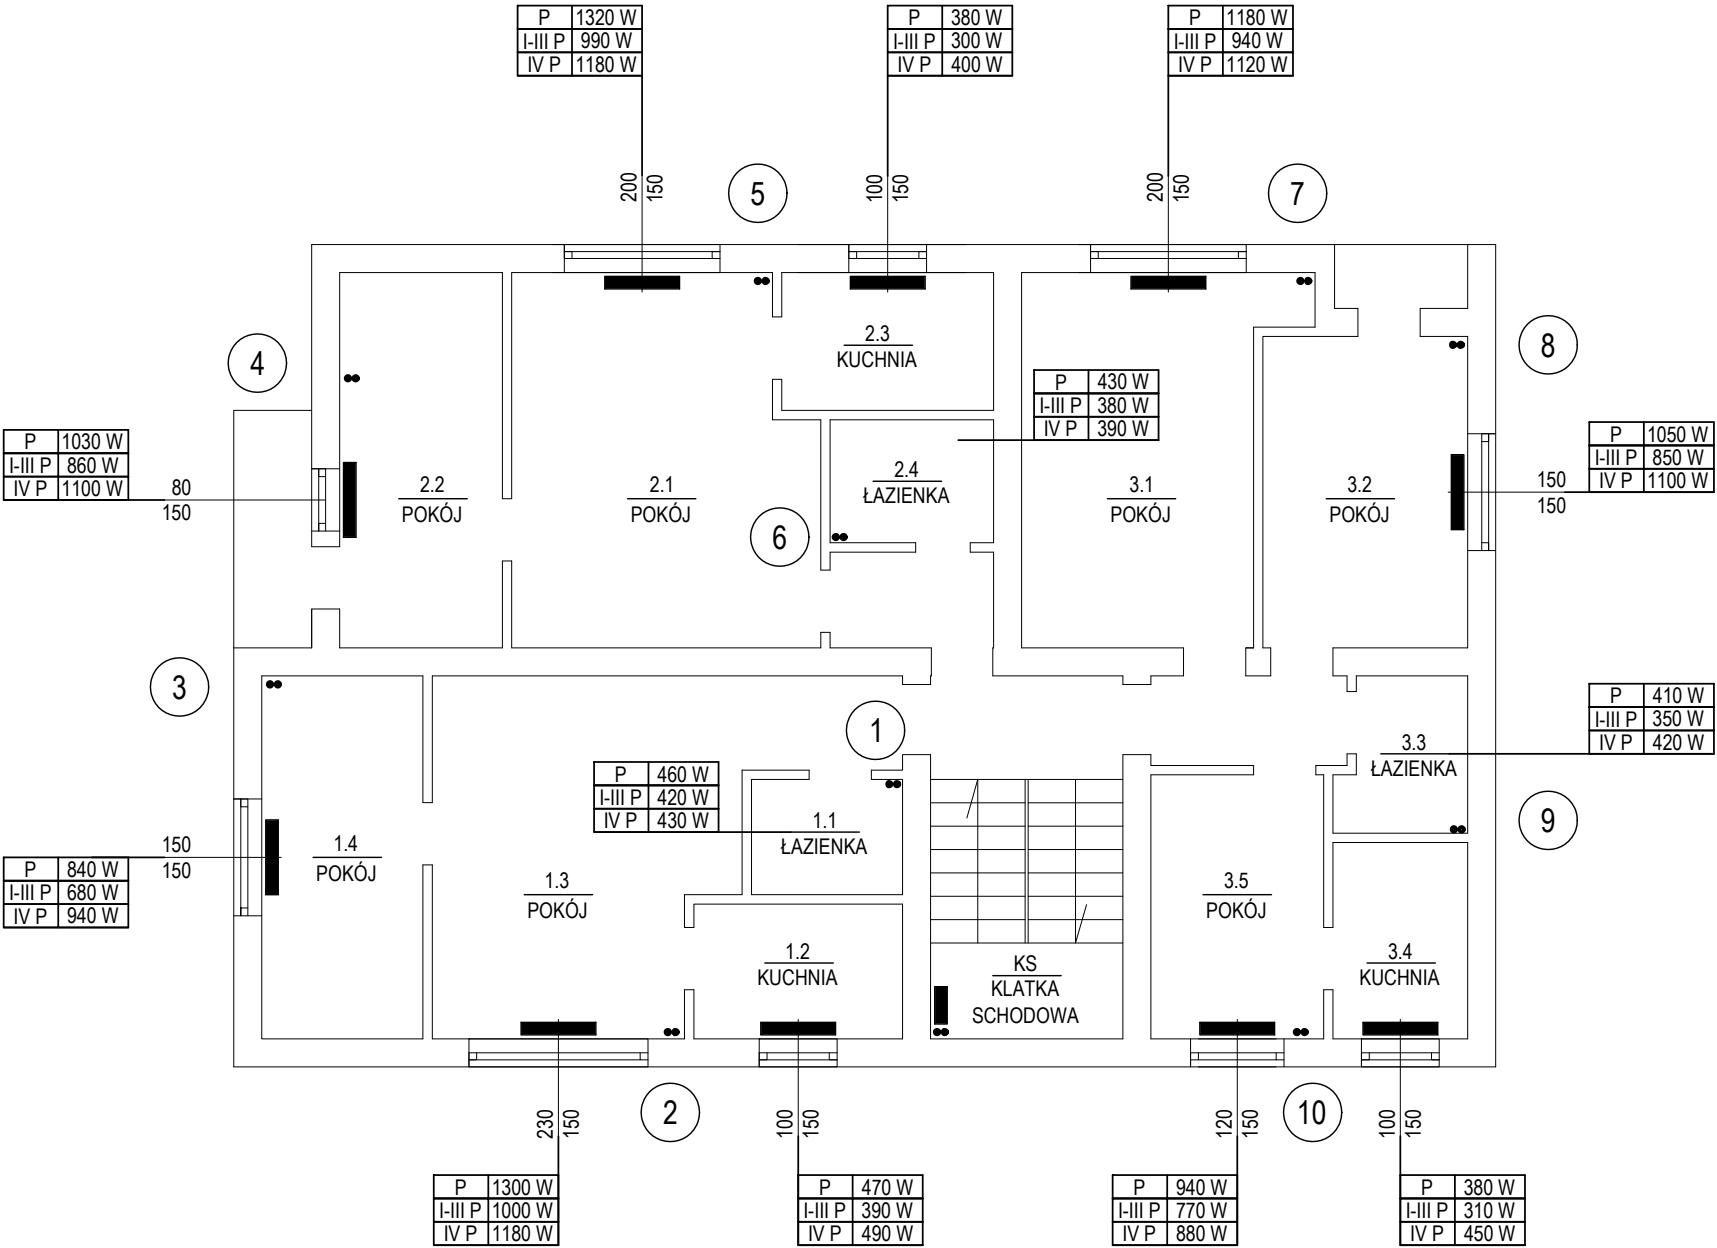 P 1320 W
I-III P 990 W
IV P 1180 W
P 380 W
I-III P 300 W
IV P 400 W
P 1180 W
I-III P 940 W
IV P 1120 W
200
150
5
100
150
200
150
7
4
2.3
KUCHNIA
8
P 430 W
I-III P 380 W
IV P 390 W
P 1030 W
I-III P 860 W
IV P 1100 W
80
150
2.2
POKÓJ
2.1
POKÓJ
2.4
ŁAZIENKA
3.1
POKÓJ
3.2
POKÓJ
150
150
P 1050 W
I-III P 850 W
IV P 1100 W
6
3
1
P 410 W
I-III P 350 W
IV P 420 W
3.3
ŁAZIENKA
P 460 W
I-III P 420 W
IV P 430 W
1.1
ŁAZIENKA
9
150
150
P 840 W
I-III P 680 W
IV P 940 W
1.4
POKÓJ
1.3
POKÓJ
3.5
POKÓJ
1.2
KUCHNIA
KS
KLATKA
SCHODOWA
3.4
KUCHNIA
230
150
2
100
150
120
150
10
100
150
P 1300 W
I-III P 1000 W
IV P 1180 W
P 470 W
I-III P 390 W
IV P 490 W
P 940 W
I-III P 770 W
IV P 880 W
P 380 W
I-III P 310 W
IV P 450 W